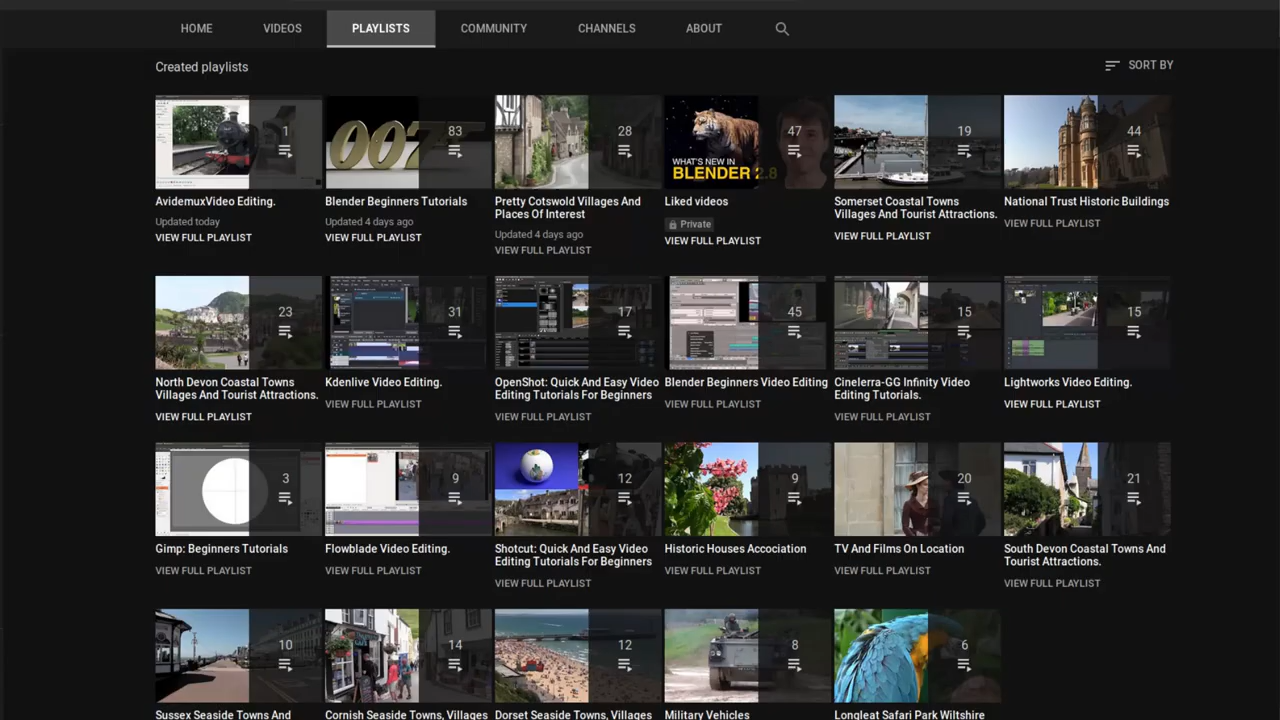 HOME VIDEOS PLAYLISTS COMMUNITY CHANNELS ABOUT
Created playlists SORT BY
1 83 28 47 19 44
007
WHAT'S NEW IN
BLENDER 2.8
AvidemuxVideo Editing.
Updated today
VIEW FULL PLAYLIST
Blender Beginners Tutorials
Updated 4 days ago
VIEW FULL PLAYLIST
Pretty Cotswold Villages And
Places Of Interest
Updated 4 days ago
VIEW FULL PLAYLIST
Liked videos
Private
VIEW FULL PLAYLIST
Somerset Coastal Towns
Villages And Tourist Attractions.
VIEW FULL PLAYLIST
National Trust Historic Buildings
VIEW FULL PLAYLIST
23 31 17 45 15 15
North Devon Coastal Towns
Villages And Tourist Attractions.
VIEW FULL PLAYLIST
Kdenlive Video Editing.
VIEW FULL PLAYLIST
OpenShot: Quick And Easy Video
Editing Tutorials For Beginners
VIEW FULL PLAYLIST
Blender Beginners Video Editing
VIEW FULL PLAYLIST
Cinelerra-GG Infinity Video
Editing Tutorials.
VIEW FULL PLAYLIST
Lightworks Video Editing.
VIEW FULL PLAYLIST
3 9 12 9 20 21
Gimp: Beginners Tutorials
VIEW FULL PLAYLIST
Flowblade Video Editing.
VIEW FULL PLAYLIST
Shotcut: Quick And Easy Video
Editing Tutorials For Beginners
VIEW FULL PLAYLIST
Historic Houses Accociation
VIEW FULL PLAYLIST
TV And Films On Location
VIEW FULL PLAYLIST
South Devon Coastal Towns And
Tourist Attractions.
VIEW FULL PLAYLIST
10 14 12 8 6
Sussex Seaside Towns And
Cornish Seaside Towns, Villages
Dorset Seaside Towns, Villages
Military Vehicles
Longleat Safari Park Wiltshire